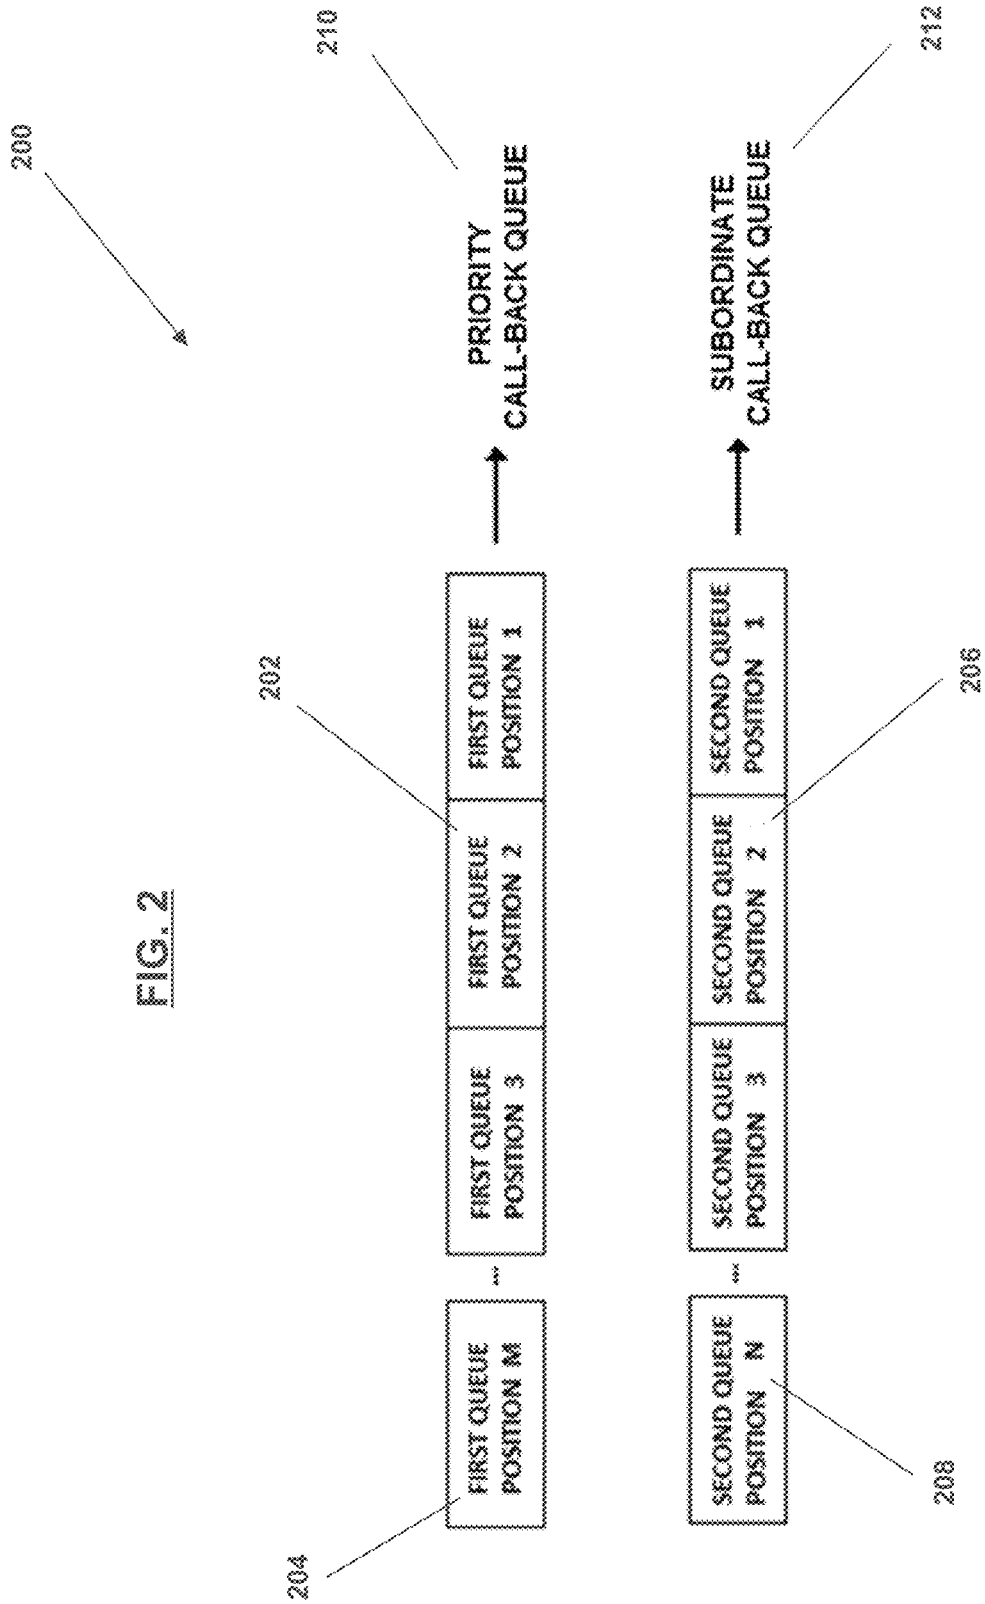 FIG. 2
200
210
202
204
FIRST QUEUE
POSITION M
...
FIRST QUEUE
POSITION 3
FIRST QUEUE
POSITION 2
FIRST QUEUE
POSITION 1
PRIORITY
CALL-BACK QUEUE
SECOND QUEUE
POSITION N
...
SECOND QUEUE
POSITION 3
SECOND QUEUE
POSITION 2
SECOND QUEUE
POSITION 1
SUBORDINATE
CALL-BACK QUEUE
208
206
212